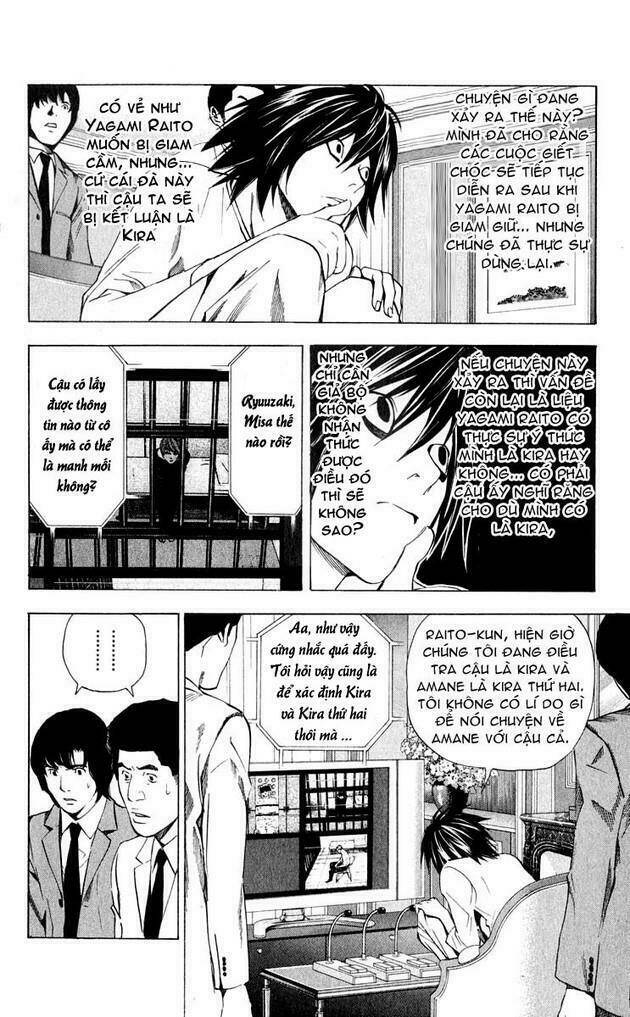 CHUYỆN GÌ ĐANG
XẢY RA THẾ NÀY?
MÌNH ĐÃ CHO RẰNG
CÁC CUỘC GIẾT
CHÓC SẼ TIẾP TỤC
DIỄN RA SAU KHI
YAGAMI RAITO BỊ
GIAM GIỮ... NHƯNG
CHÚNG ĐÃ THỰC SỰ
DỪNG LẠI.
CÓ VẺ NHƯ
YAGAMI RAITO
MUỐN BỊ GIAM
CẦM, NHƯNG...
CỨ CÁI ĐÀ NÀY
THÌ CẬU TA SẼ
BỊ KẾT LUẬN LÀ
KIRA
NẾU CHUYỆN NÀY
XẢY RA THÌ VẤN ĐỀ
CÒN LẠI LÀ LIỆU
YAGAMI RAITO CÓ
THỰC SỰ Ý THỨC
MÌNH LÀ KIRA HAY
KHÔNG... CÓ PHẢI
CẬU ẤY NGHĨ RẰNG
CHO DÙ MÌNH CÓ
LÀ KIRA,
NHƯNG
CHỈ CẦN
GIẢ BỘ
KHÔNG
NHẬN
THỨC
ĐƯỢC
ĐIỀU
ĐÓ THÌ
SẼ
KHÔNG
SAO?
Ryuuzaki,
Misa thế
nào rồi?
Cậu có lấy
được thông
tin nào từ cô
ấy mà có thể
là manh mối
không?
RAITO-KUN, HIỆN GIỜ
CHÚNG TÔI ĐANG ĐIỀU
TRA CẬU LÀ KIRA VÀ
AMANE LÀ KIRA THỨ HAI.
TÔI KHÔNG CÓ LÍ DO GÌ
ĐỂ NÓI CHUYỆN VỀ
AMANE VỚI CẬU CẢ.
Aa, như vậy
cứng nhắc quá đấy.
Tôi hỏi vậy cũng là
để xác định Kira
và Kira thứ hai
thôi mà ...
......